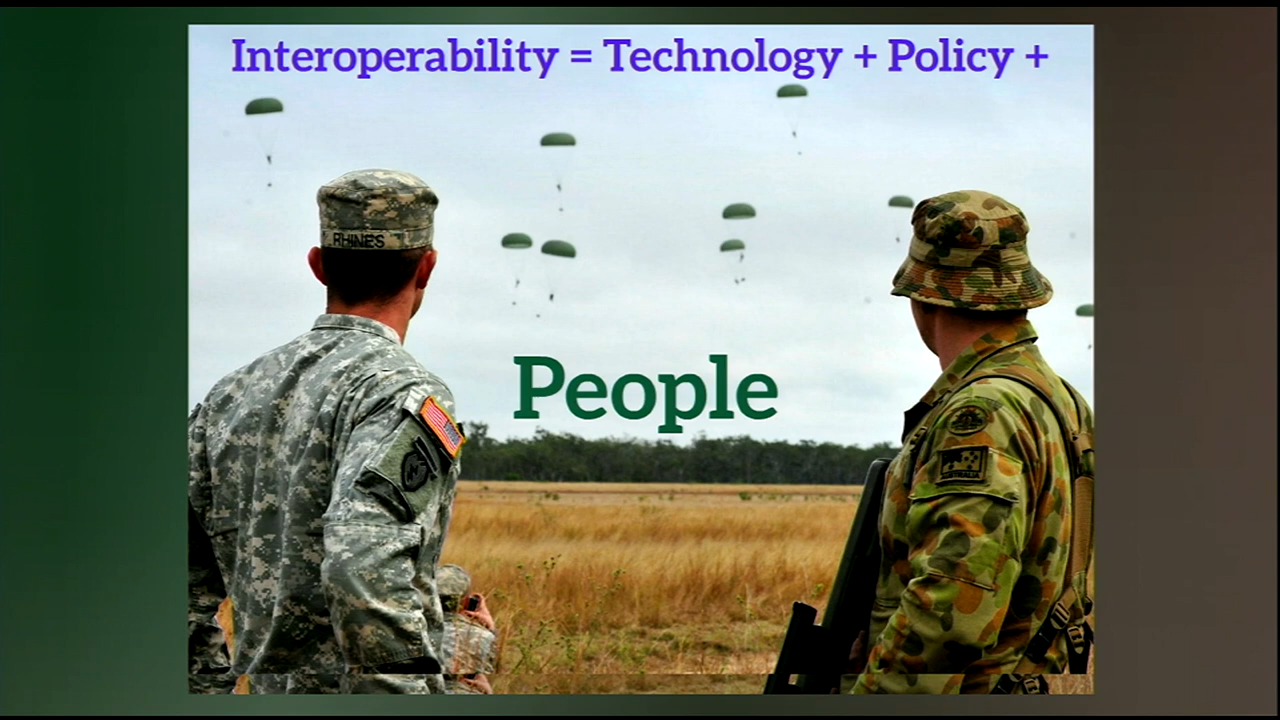 Interoperability = Technology + Policy +
RHINES
People
AUSTRALIA